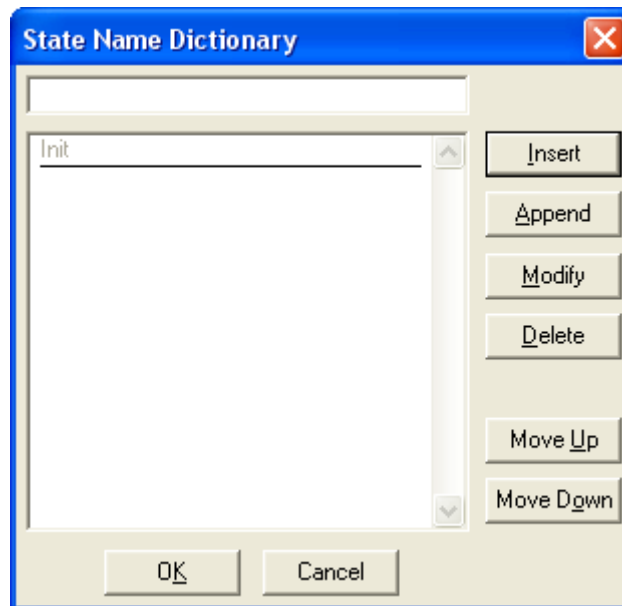 State Name Dictionary
Init
Insert
Append
Modify
Delete
Move Up
Move Down
OK
Cancel